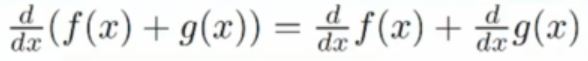 d/dx (f(x) + g(x)) = d/dx f(x) + d/dx g(x)